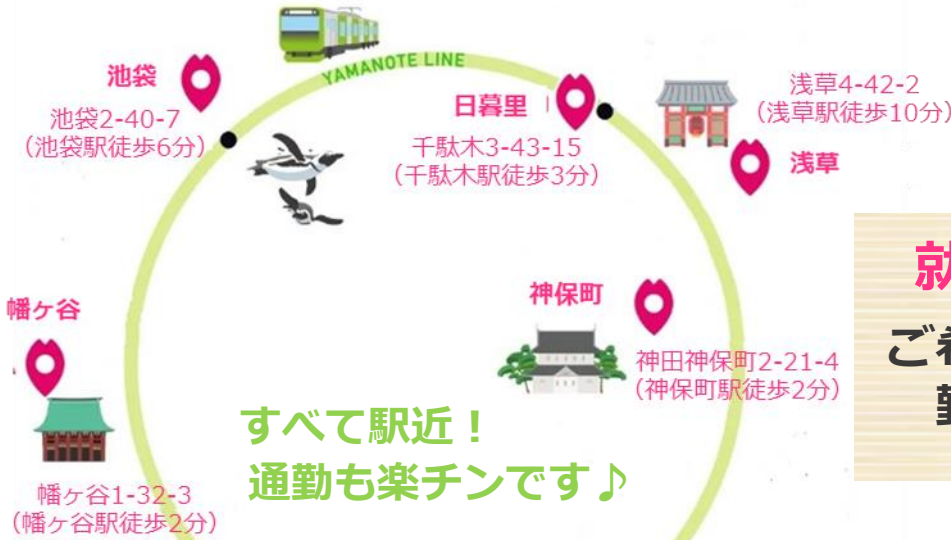 YAMANOTE LINE
池袋
池袋2-40-7
(池袋駅徒歩6分)
日暮里
千駄木3-43-15
(千駄木駅徒歩3分)
浅草4-42-2
(浅草駅徒歩10分)
浅草
幡ヶ谷
神保町
神田神保町2-21-4
(神保町駅徒歩2分)
すべて駅近！
通勤も楽チンです♪
幡ヶ谷1-32-3
(幡ヶ谷駅徒歩2分)
就
ご希
勤